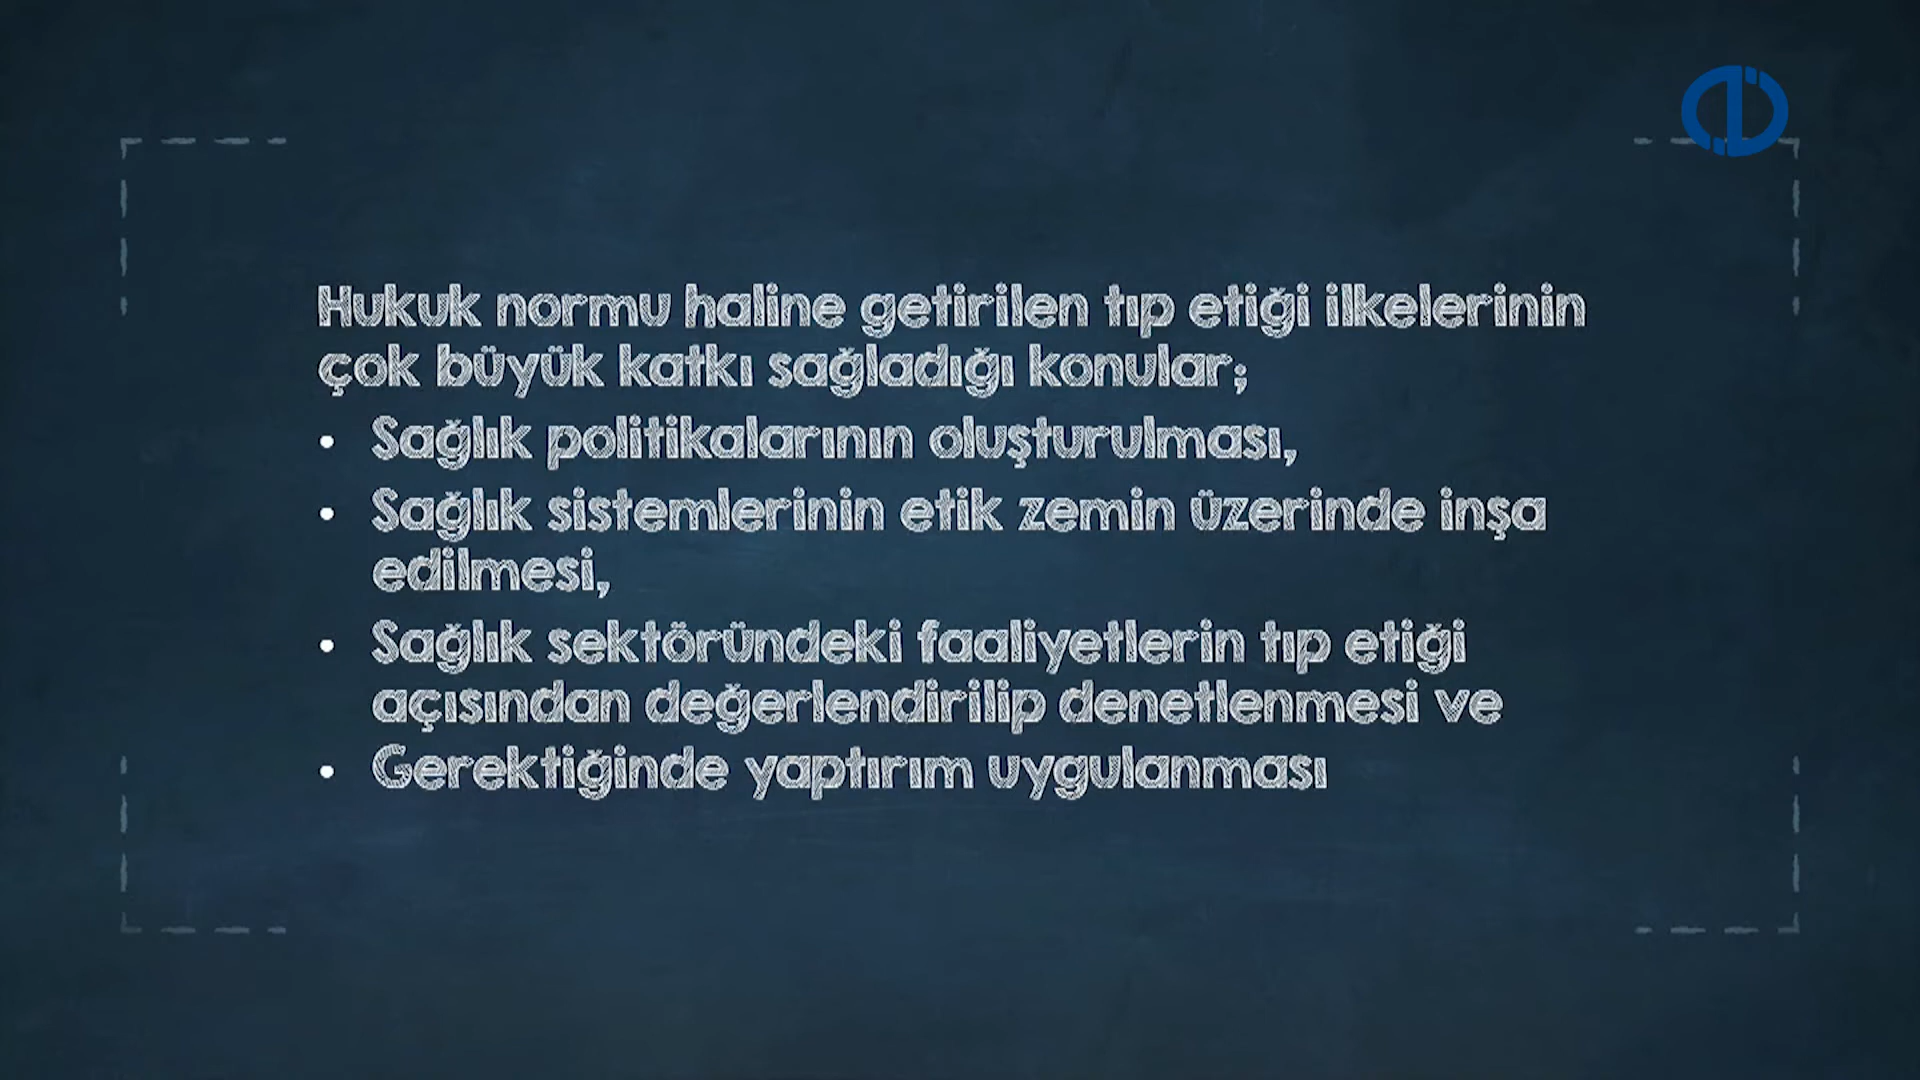 Hukuk normu haline getirilen tıp etiği ilkelerinin
çok büyük katkı sağladığı konular;
• Sağlık politikalarının oluşturulması,
• Sağlık sistemlerinin etik zemin üzerinde inşa
edilmesi,
• Sağlık sektöründeki faaliyetlerin tıp etiği
açısından değerlendirilip denetlenmesi ve
• Gerektiğinde yaptırım uygulanması